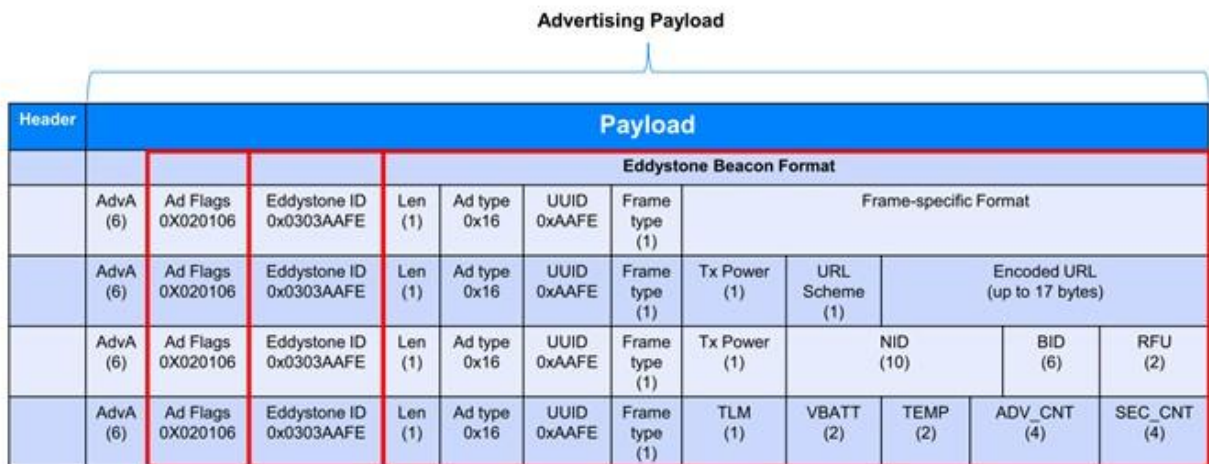 Advertising Payload
Header Payload
Eddystone Beacon Format
AdvA Ad Flags Eddystone ID Len Ad type UUID Frame Frame-specific Format
(6) 0X020106 0x0303AAFE (1) 0x16 0xAAFE type
(1)
AdvA Ad Flags Eddystone ID Len Ad type UUID Frame Tx Power URL Encoded URL
(6) 0X020106 0x0303AAFE (1) 0x16 0xAAFE type (1) Scheme (up to 17 bytes)
(1) (1)
AdvA Ad Flags Eddystone ID Len Ad type UUID Frame Tx Power NID BID RFU
(6) 0X020106 0x0303AAFE (1) 0x16 0xAAFE type (1) (10) (6) (2)
(1)
AdvA Ad Flags Eddystone ID Len Ad type UUID Frame TLM VBATT TEMP ADV_CNT SEC_CNT
(6) 0X020106 0x0303AAFE (1) 0x16 0xAAFE type (1) (2) (2) (4) (4)
(1)